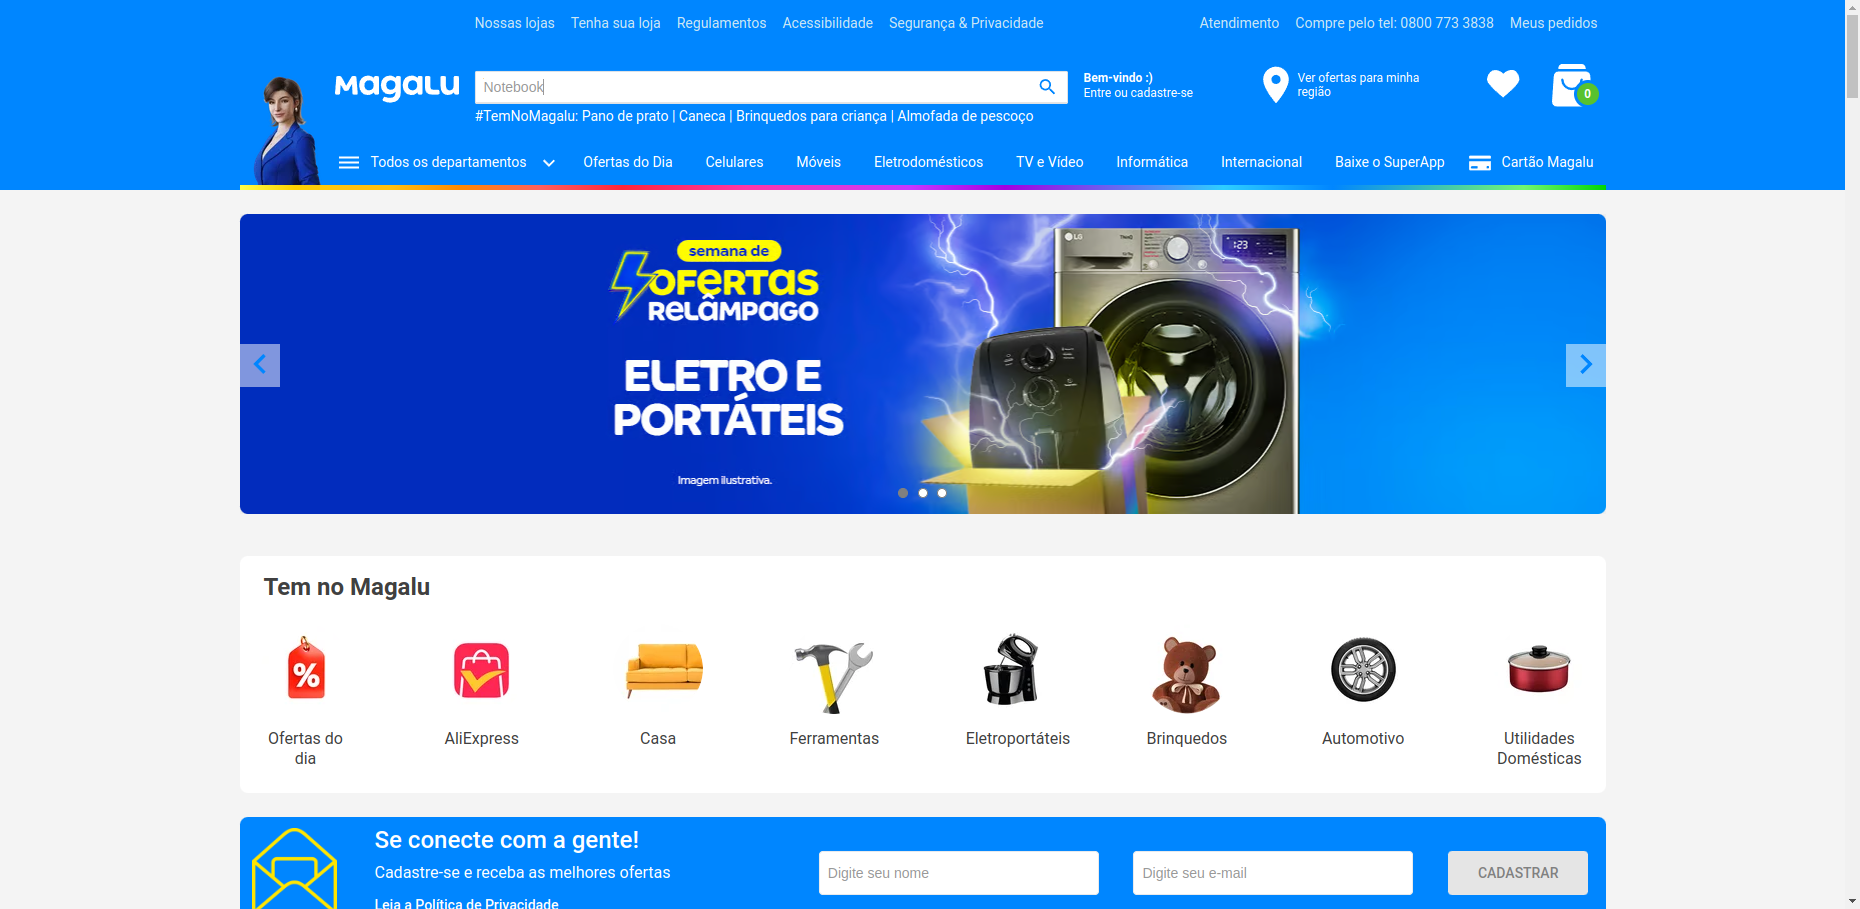 Nossas lojas Tenha sua loja Regulamentos Acessibilidade Segurança & Privacidade Atendimento Compre pelo tel: 0800 773 3838 Meus pedidos
Magalu
Notebook
Bem-vindo :)
Entre ou cadastre-se
Ver ofertas para minha
região
0
#TemNoMagalu: Pano de prato | Caneca | Brinquedos para criança | Almofada de pescoço
Todos os departamentos Ofertas do Dia Celulares Móveis Eletrodomésticos TV e Vídeo Informática Internacional Baixe o SuperApp Cartão Magalu
semana de
OFERTAS
RELÂMPAGO
ELETRO E
PORTÁTEIS
Imagem ilustrativa.
LG
ThinQ
1:23
Tem no Magalu
%
Ofertas do
dia
AliExpress
Casa
Ferramentas
Eletroportáteis
Brinquedos
Automotivo
Utilidades
Domésticas
Se conecte com a gente!
Cadastre-se e receba as melhores ofertas
Leia a Política de Privacidade
Digite seu nome
Digite seu e-mail
CADASTRAR